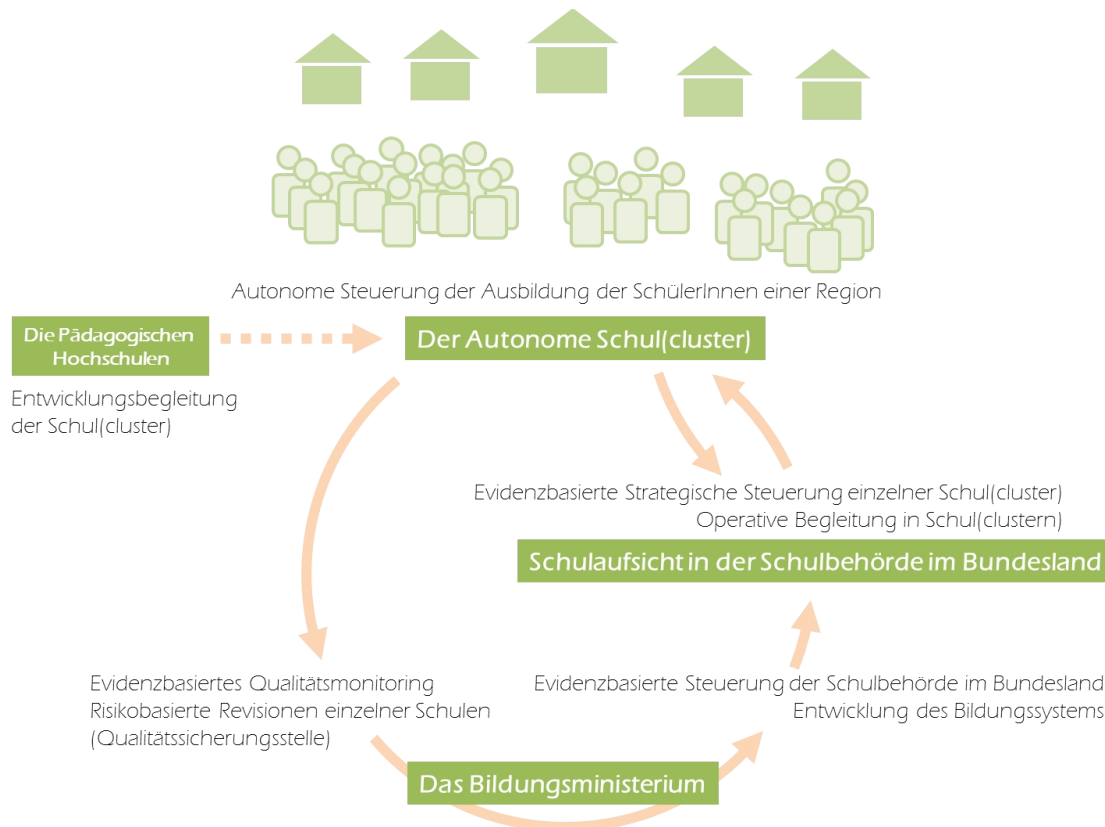 Autonome Steuerung der Ausbildung der SchülerInnen einer Region
Die Pädagogischen
Hochschulen
Der Autonome Schul(cluster)
Entwicklungsbegleitung
der Schul(cluster)
Evidenzbasierte Strategische Steuerung einzelner Schul(cluster)
Operative Begleitung in Schul(clustern)
Schulaufsicht in der Schulbehörde im Bundesland
Evidenzbasiertes Qualitätsmonitoring
Risikobasierte Revisionen einzelner Schulen
(Qualitätssicherungsstelle)
Evidenzbasierte Steuerung der Schulbehörde im Bundesland
Entwicklung des Bildungssystems
Das Bildungsministerium